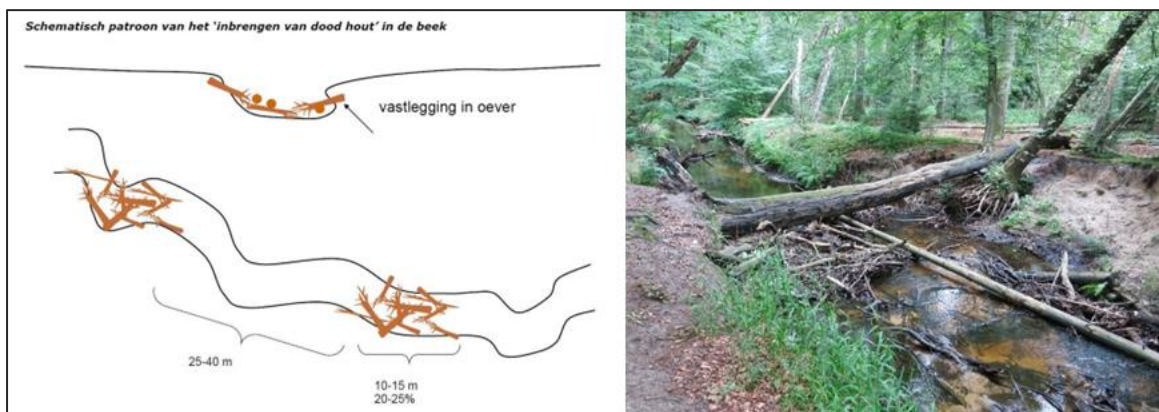 Schematisch patroon van het ‘inbrengen van dood hout’ in de beek
vastlegging in oever
25-40 m
10-15 m
20-25%